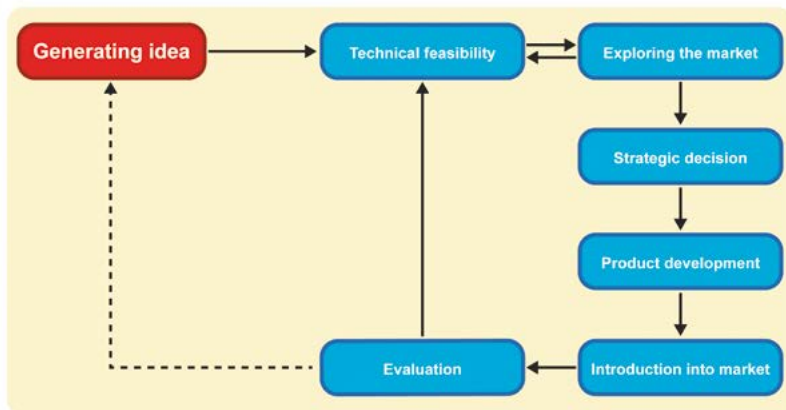 Generating idea
Technical feasibility
Exploring the market
Strategic decision
Product development
Evaluation
Introduction into market